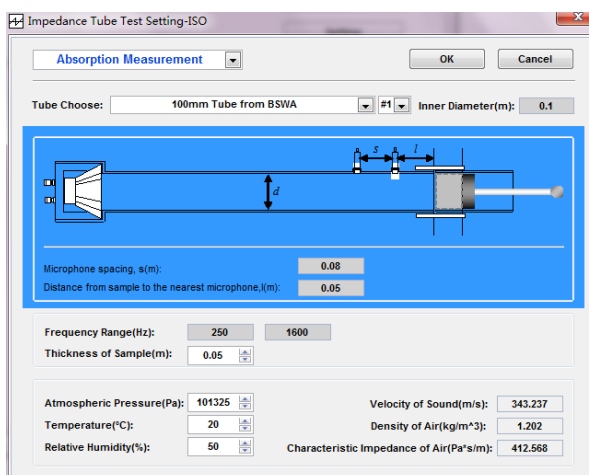 Impedance Tube Test Setting-ISO
Absorption Measurement
OK
Cancel
Tube Choose:
100mm Tube from BSWA
#1
Inner Diameter(m):
0.1
s
l
d
Microphone spacing, s(m):
0.08
Distance from sample to the nearest microphone,l(m):
0.05
Frequency Range(Hz):
250
1600
Thickness of Sample(m):
0.05
Atmospheric Pressure(Pa):
101325
Velocity of Sound(m/s):
343.237
Temperature(°C):
20
Density of Air(kg/m^3):
1.202
Relative Humidity(%):
50
Characteristic Impedance of Air(Pa*s/m):
412.568